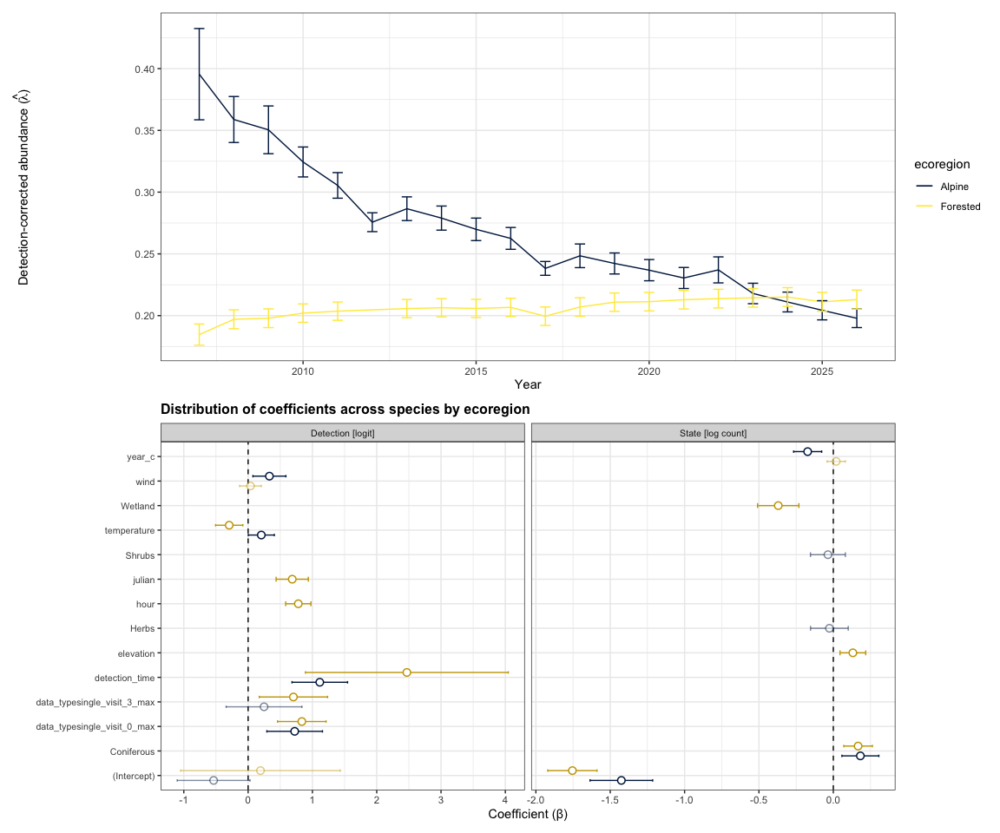 Detection-corrected abundance (λ̂)
0.40
0.35
0.30
0.25
0.20
2010 2015 2020 2025
Year
ecoregion
Alpine
Forested
Distribution of coefficients across species by ecoregion
Detection [logit] State [log count]
year_c
wind
Wetland
temperature
Shrubs
julian
hour
Herbs
elevation
detection_time
data_typesingle_visit_3_max
data_typesingle_visit_0_max
Coniferous
(Intercept)
-1 0 1 2 3 4 -2.0 -1.5 -1.0 -0.5 0.0
Coefficient (β)